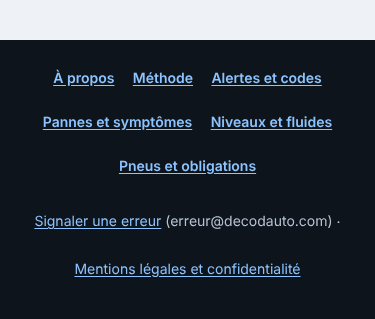 À propos Méthode Alertes et codes
Pannes et symptômes Niveaux et fluides
Pneus et obligations
Signaler une erreur (erreur@decodauto.com) ·
Mentions légales et confidentialité